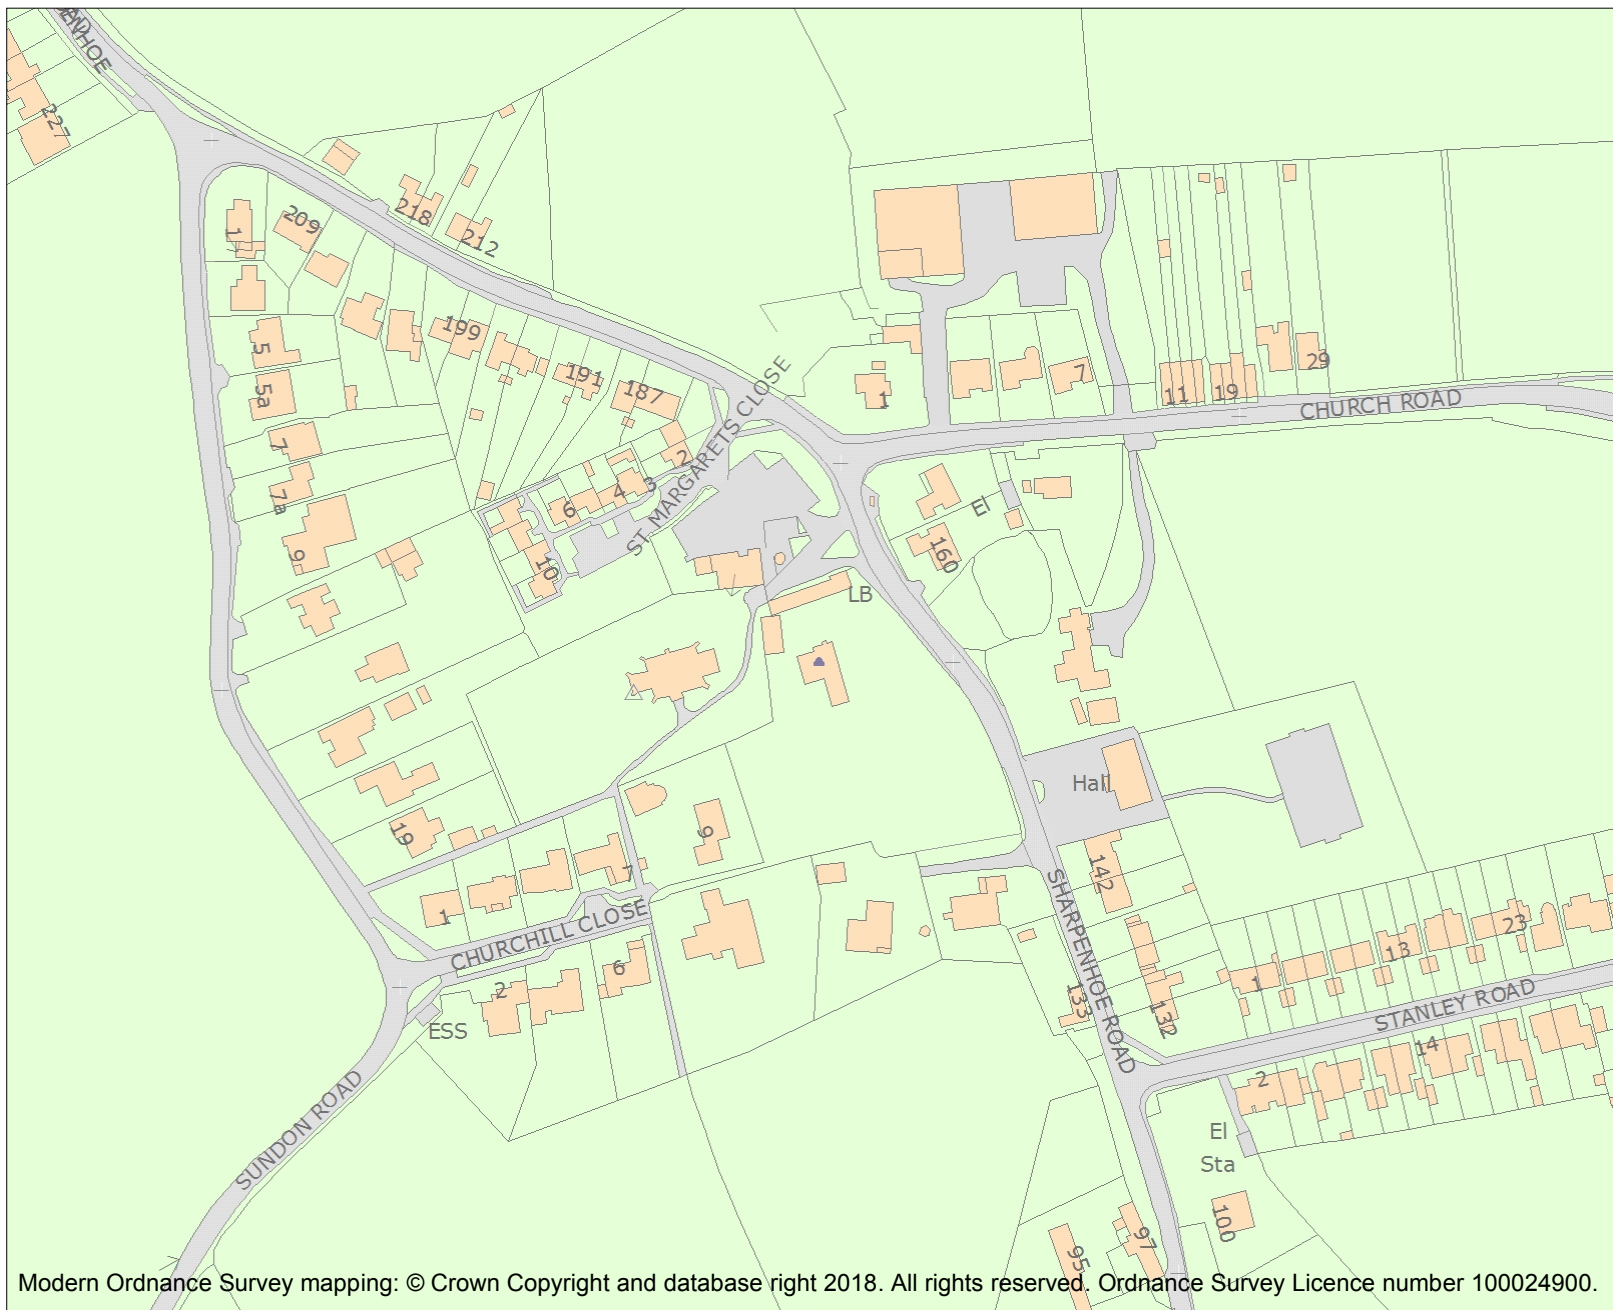 227
209
218
212
1
199
5
191
5a
187
7
1
29
11
19
CHURCH ROAD
7
2
ST MARGARETS CLOSE
3
4
6
7a
El
9
10
160
LB
Hall
19
9
142
7
1
CHURCHILL CLOSE
SHARPENHOE ROAD
23
13
6
2
1
133
132
STANLEY ROAD
ESS
14
2
SUNDON ROAD
El
Sta
100
97
95
Modern Ordnance Survey mapping: © Crown Copyright and database right 2018. All rights reserved. Ordnance Survey Licence number 100024900.